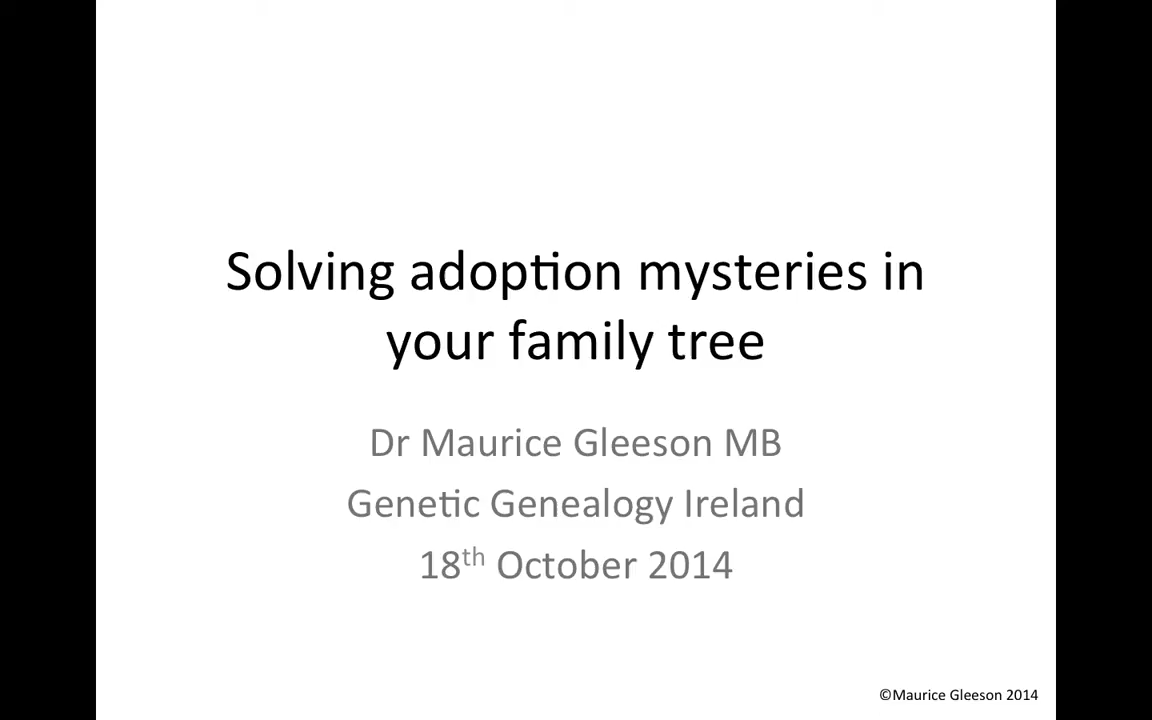 Solving adoption mysteries in
your family tree
Dr Maurice Gleeson MB
Genetic Genealogy Ireland
18th October 2014
©Maurice Gleeson 2014